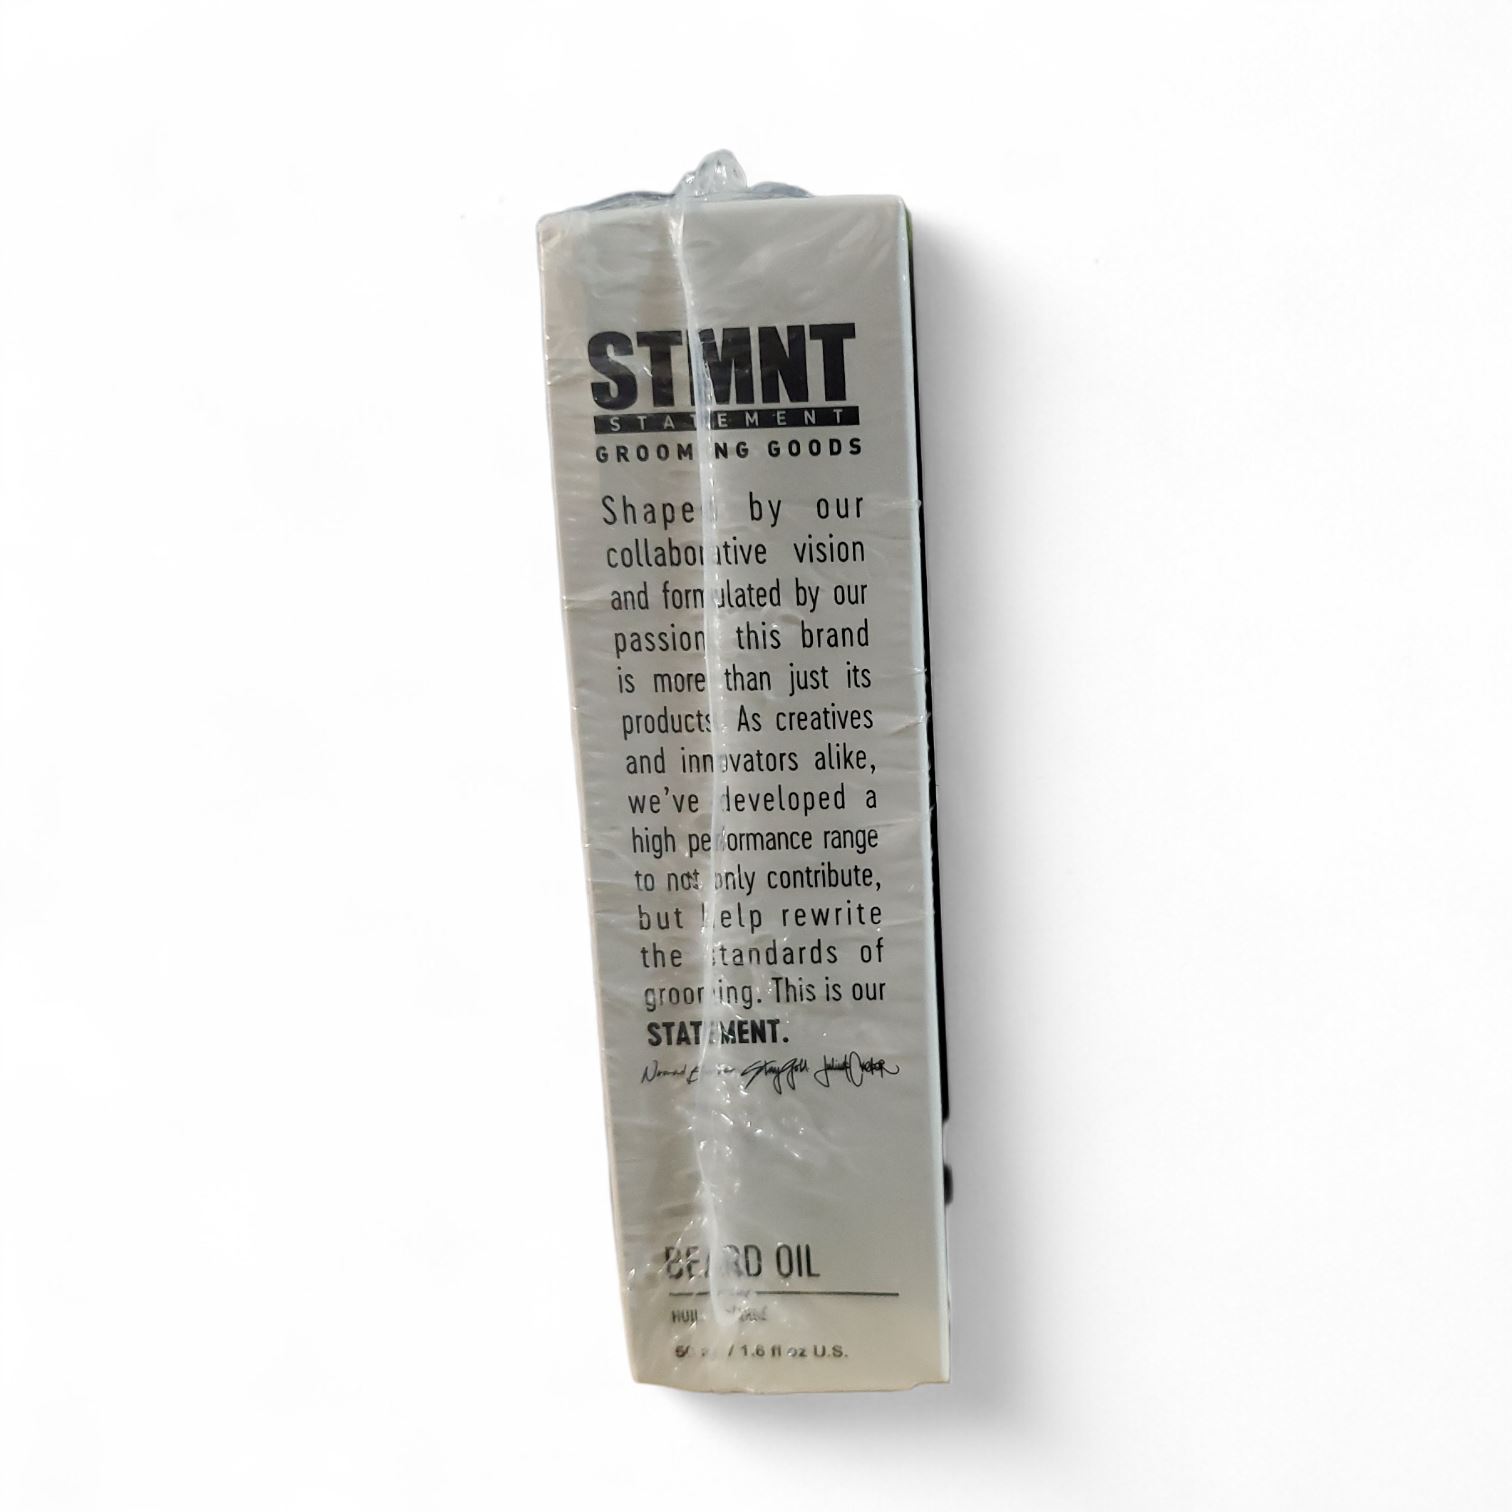 STMNT
STATEMENT
GROOMING GOODS
Shaped by our
collaborative vision
and formulated by our
passion, this brand
is more than just its
products. As creatives
and innovators alike,
we've developed a
high performance range
to not only contribute,
but help rewrite
the standards of
grooming. This is our
STATEMENT.
StayGold
BEARD OIL
/ 1.6 fl oz U.S.